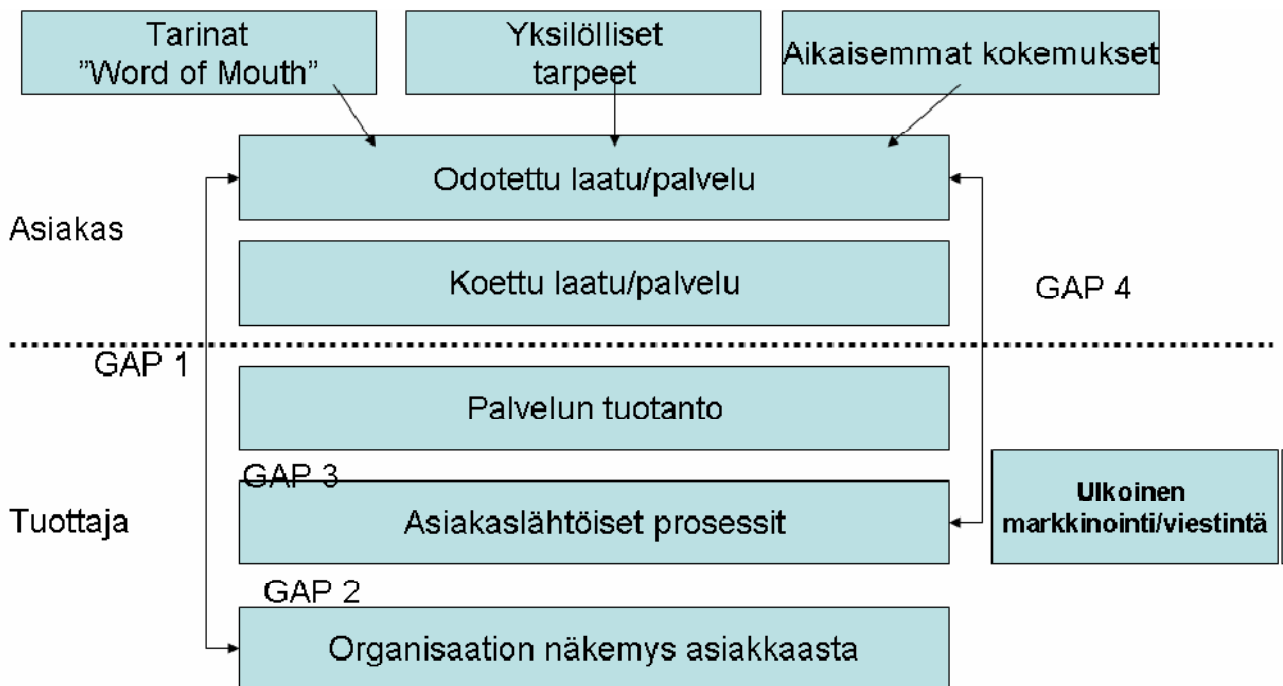 Tarinat
”Word of Mouth”
Yksilölliset
tarpeet
Aikaisemmat kokemukset
Odotettu laatu/palvelu
Asiakas
Koettu laatu/palvelu
GAP 4
GAP 1
Palvelun tuotanto
GAP 3
Tuottaja
Asiakaslähtöiset prosessit
Ulkoinen
markkinointi/viestintä
GAP 2
Organisaation näkemys asiakkaasta